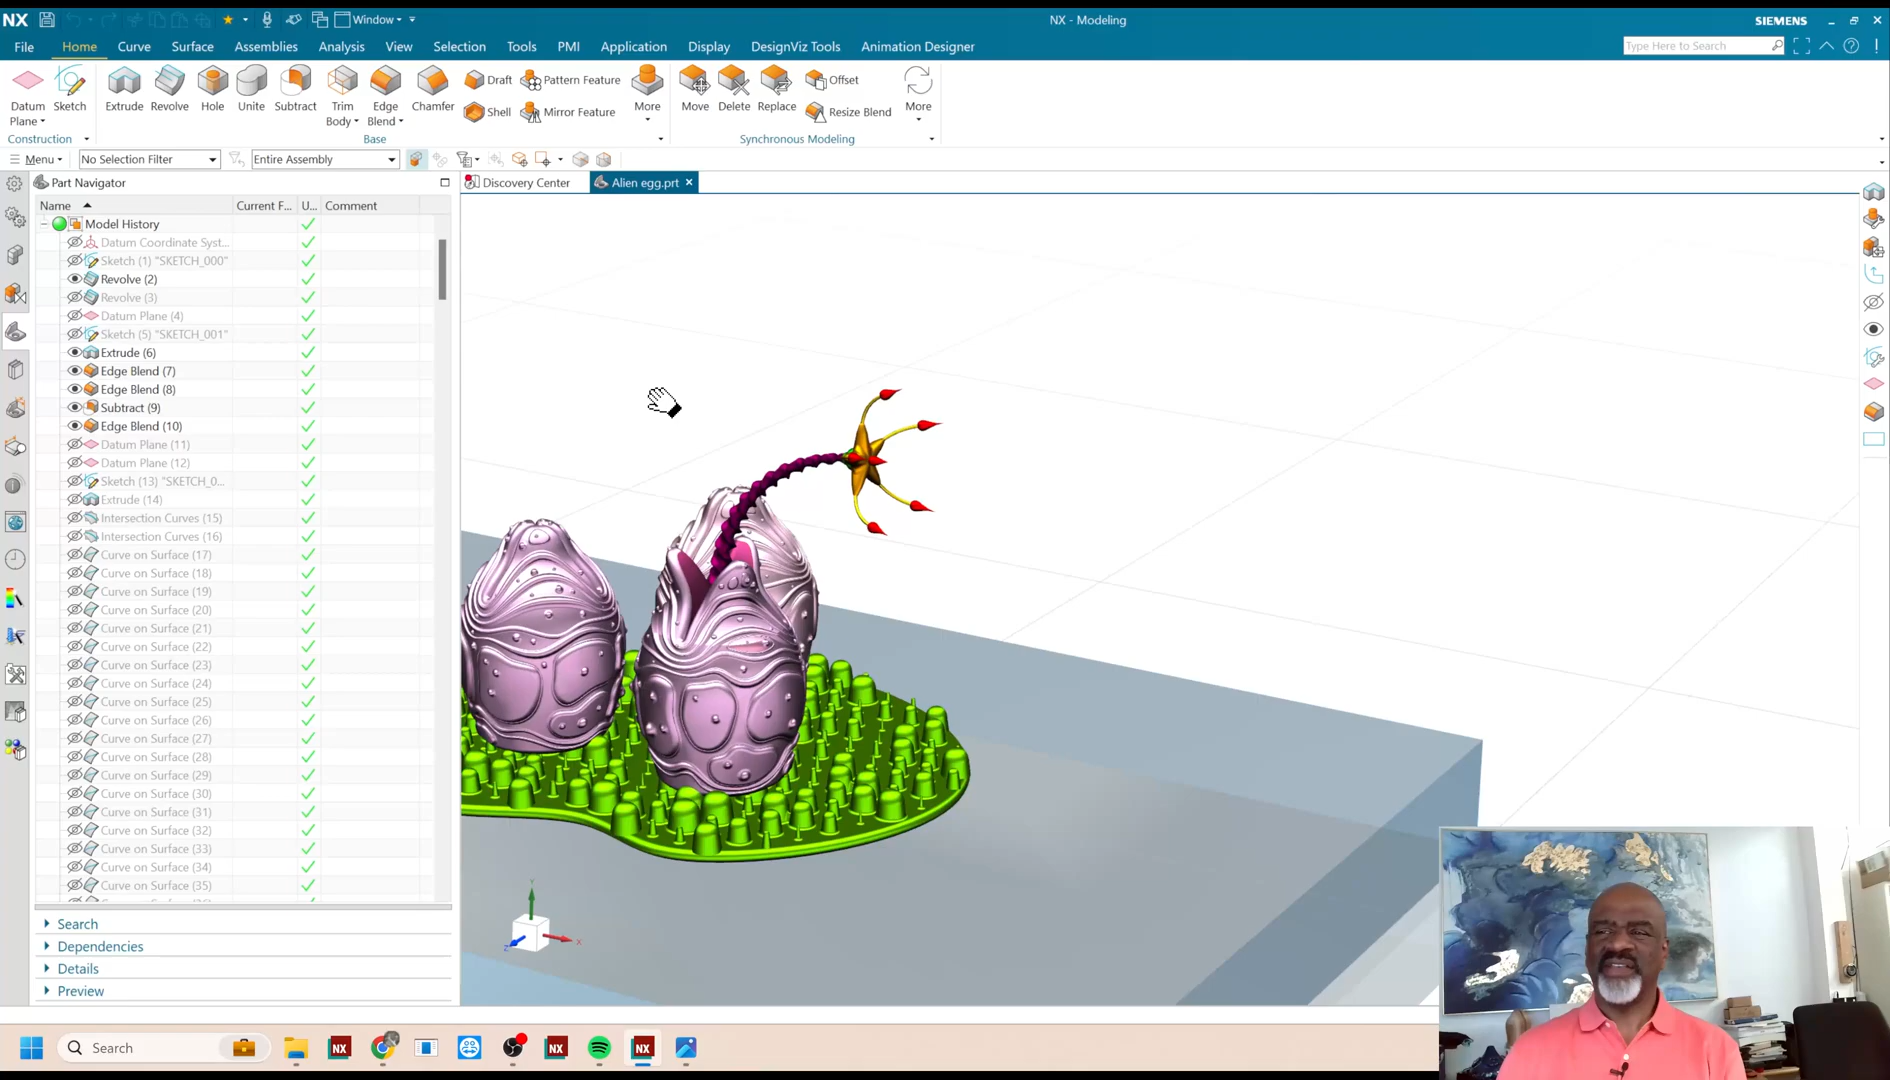 NX
Window
NX - Modeling
SIEMENS
File Home Curve Surface Assemblies Analysis View Selection Tools PMI Application Display DesignViz Tools Animation Designer
Type Here to Search
Datum Plane
Sketch
Extrude
Revolve
Hole
Unite
Subtract
Trim Body
Edge Blend
Chamfer
Draft
Shell
Pattern Feature
Mirror Feature
More
Move
Delete
Replace
Offset
Resize Blend
More
Construction
Base
Synchronous Modeling
Menu
No Selection Filter
Entire Assembly
Part Navigator
Discovery Center
Alien egg.prt
Name Current F... U... Comment
Model History
Datum Coordinate Syst...
Sketch (1) "SKETCH_000"
Revolve (2)
Revolve (3)
Datum Plane (4)
Sketch (5) "SKETCH_001"
Extrude (6)
Edge Blend (7)
Edge Blend (8)
Subtract (9)
Edge Blend (10)
Datum Plane (11)
Datum Plane (12)
Sketch (13) "SKETCH_0...
Extrude (14)
Intersection Curves (15)
Intersection Curves (16)
Curve on Surface (17)
Curve on Surface (18)
Curve on Surface (19)
Curve on Surface (20)
Curve on Surface (21)
Curve on Surface (22)
Curve on Surface (23)
Curve on Surface (24)
Curve on Surface (25)
Curve on Surface (26)
Curve on Surface (27)
Curve on Surface (28)
Curve on Surface (29)
Curve on Surface (30)
Curve on Surface (31)
Curve on Surface (32)
Curve on Surface (33)
Curve on Surface (34)
Curve on Surface (35)
Search
Dependencies
Details
Preview
Y
X
Z
Search
NX
NX
NX